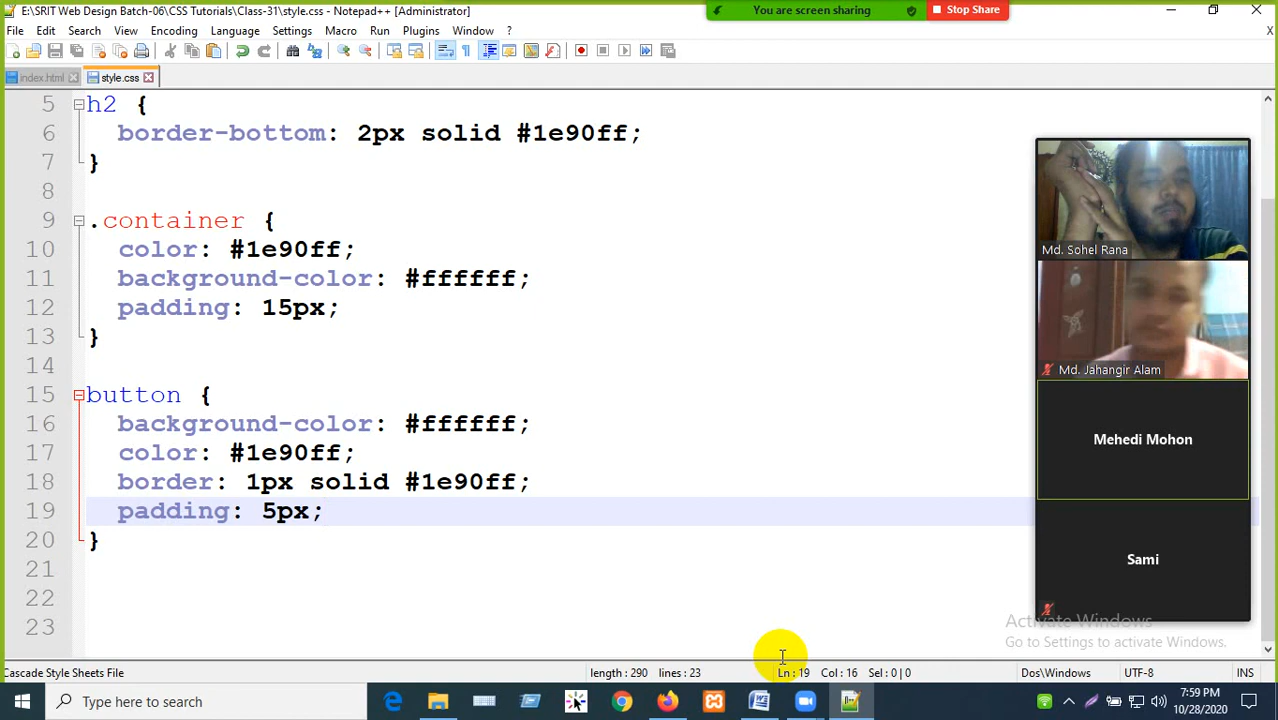 E:\SRIT Web Design Batch-06\CSS Tutorials\Class-31\style.css - Notepad++ [Administrator]
You are screen sharing
Stop Share
File Edit Search View Encoding Language Settings Macro Run Plugins Window ?
X
index.html style.css
5 h2 {
6 border-bottom: 2px solid #1e90ff;
7 }
8
9 .container {
10 color: #1e90ff;
11 background-color: #ffffff;
12 padding: 15px;
13 }
14
15 button {
16 background-color: #ffffff;
17 color: #1e90ff;
18 border: 1px solid #1e90ff;
19 padding: 5px;
20 }
21
22
23
Md. Sohel Rana
Md. Jahangir Alam
Mehedi Mohon
Sami
Activate Windows
Go to Settings to activate Windows.
Cascade Style Sheets File length : 290 lines : 23 Ln : 19 Col : 16 Sel : 0 | 0 Dos\Windows UTF-8 INS
Type here to search
7:59 PM
10/28/2020